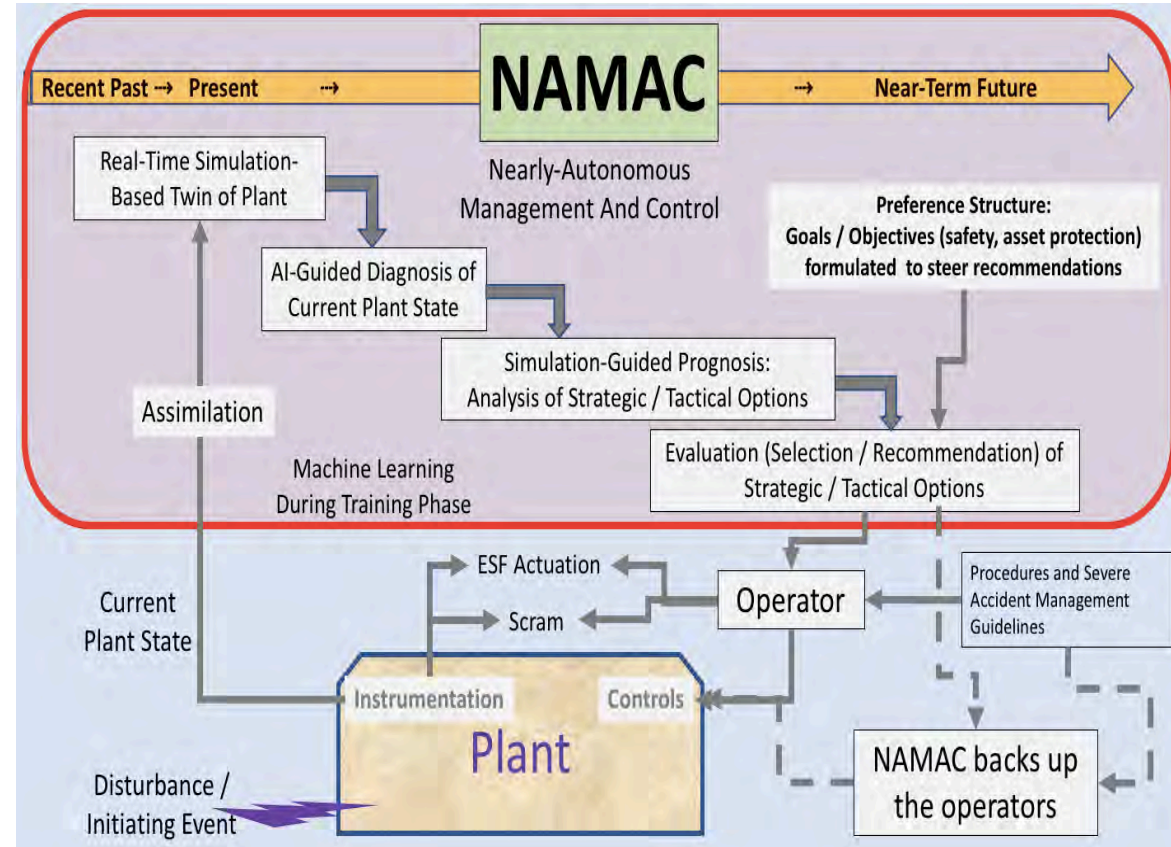 NAMAC
Recent Past ⇢ Present ⇢ ⇢ Near-Term Future
Nearly-Autonomous
Management And Control
Real-Time Simulation-
Based Twin of Plant
Preference Structure:
Goals / Objectives (safety, asset protection)
formulated to steer recommendations
AI-Guided Diagnosis of
Current Plant State
Simulation-Guided Prognosis:
Analysis of Strategic / Tactical Options
Assimilation
Evaluation (Selection / Recommendation) of
Strategic / Tactical Options
Machine Learning
During Training Phase
ESF Actuation
Scram
Operator
Procedures and Severe
Accident Management
Guidelines
Current
Plant State
Instrumentation
Controls
Plant
NAMAC backs up
the operators
Disturbance /
Initiating Event